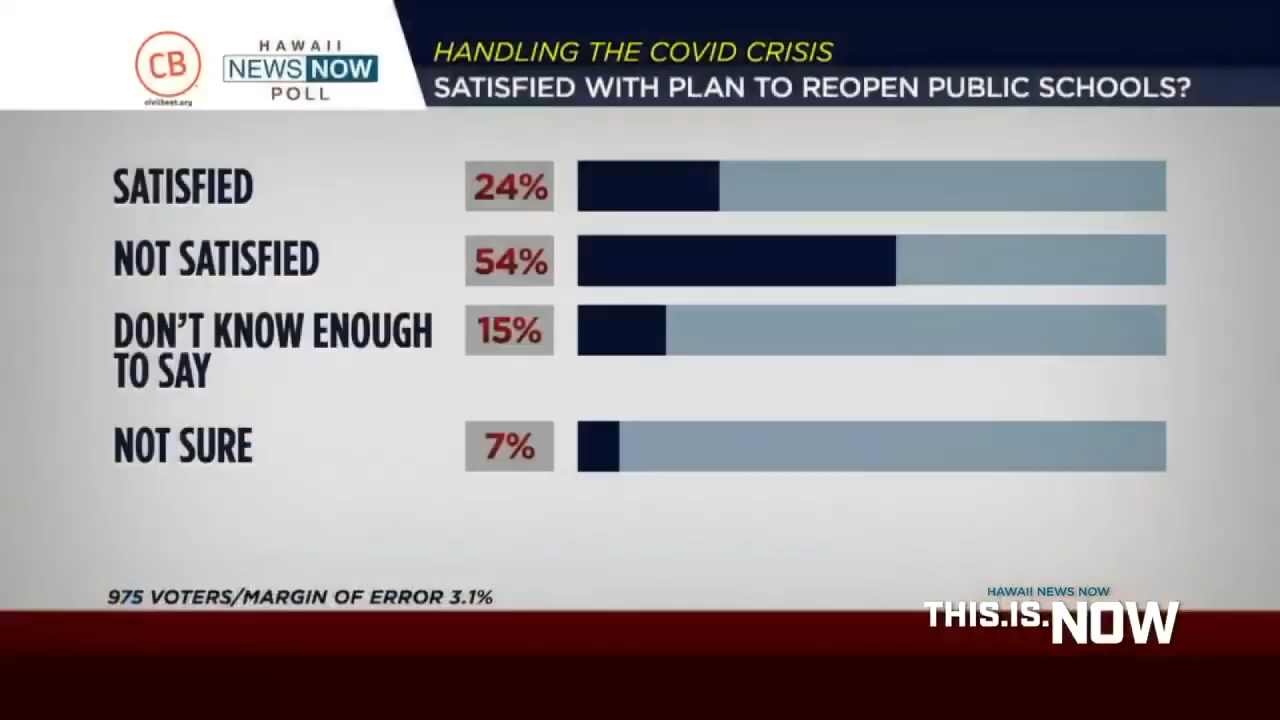 CB
civilbeat.org
HAWAII
NEWS NOW
POLL
HANDLING THE COVID CRISIS
SATISFIED WITH PLAN TO REOPEN PUBLIC SCHOOLS?
SATISFIED 24%
NOT SATISFIED 54%
DON'T KNOW ENOUGH 15%
TO SAY
NOT SURE 7%
975 VOTERS/MARGIN OF ERROR 3.1%
HAWAII NEWS NOW
THIS.IS.NOW